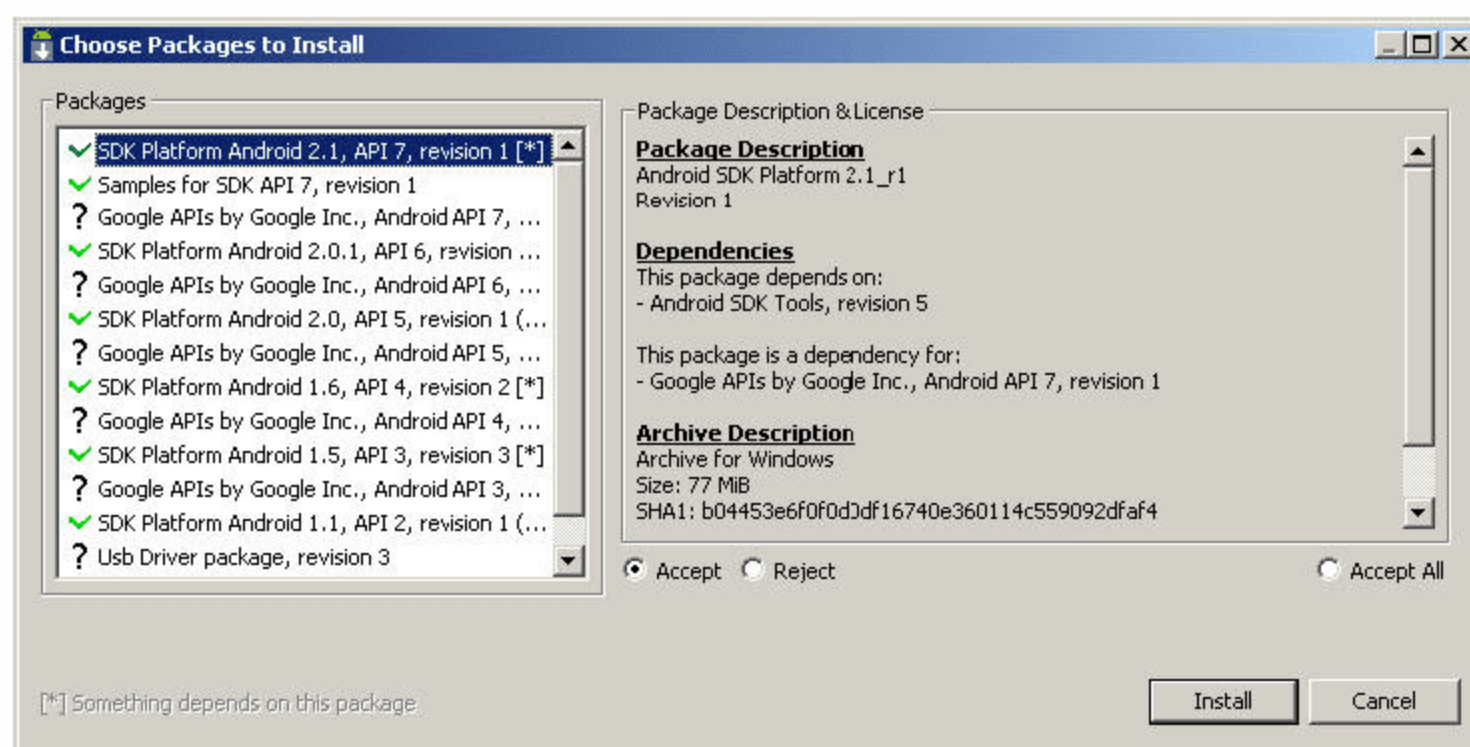 Choose Packages to Install
Packages
SDK Platform Android 2.1, API 7, revision 1 [*]
Samples for SDK API 7, revision 1
? Google APIs by Google Inc., Android API 7, ...
SDK Platform Android 2.0.1, API 6, revision ...
? Google APIs by Google Inc., Android API 6, ...
SDK Platform Android 2.0, API 5, revision 1 (...
? Google APIs by Google Inc., Android API 5, ...
SDK Platform Android 1.6, API 4, revision 2 [*]
? Google APIs by Google Inc., Android API 4, ...
SDK Platform Android 1.5, API 3, revision 3 [*]
? Google APIs by Google Inc., Android API 3, ...
SDK Platform Android 1.1, API 2, revision 1 (...
? Usb Driver package, revision 3
Package Description & License
Package Description
Android SDK Platform 2.1_r1
Revision 1
Dependencies
This package depends on:
- Android SDK Tools, revision 5
This package is a dependency for:
- Google APIs by Google Inc., Android API 7, revision 1
Archive Description
Archive for Windows
Size: 77 MiB
SHA1:
Accept Reject Accept All
[*] Something depends on this package
Install Cancel